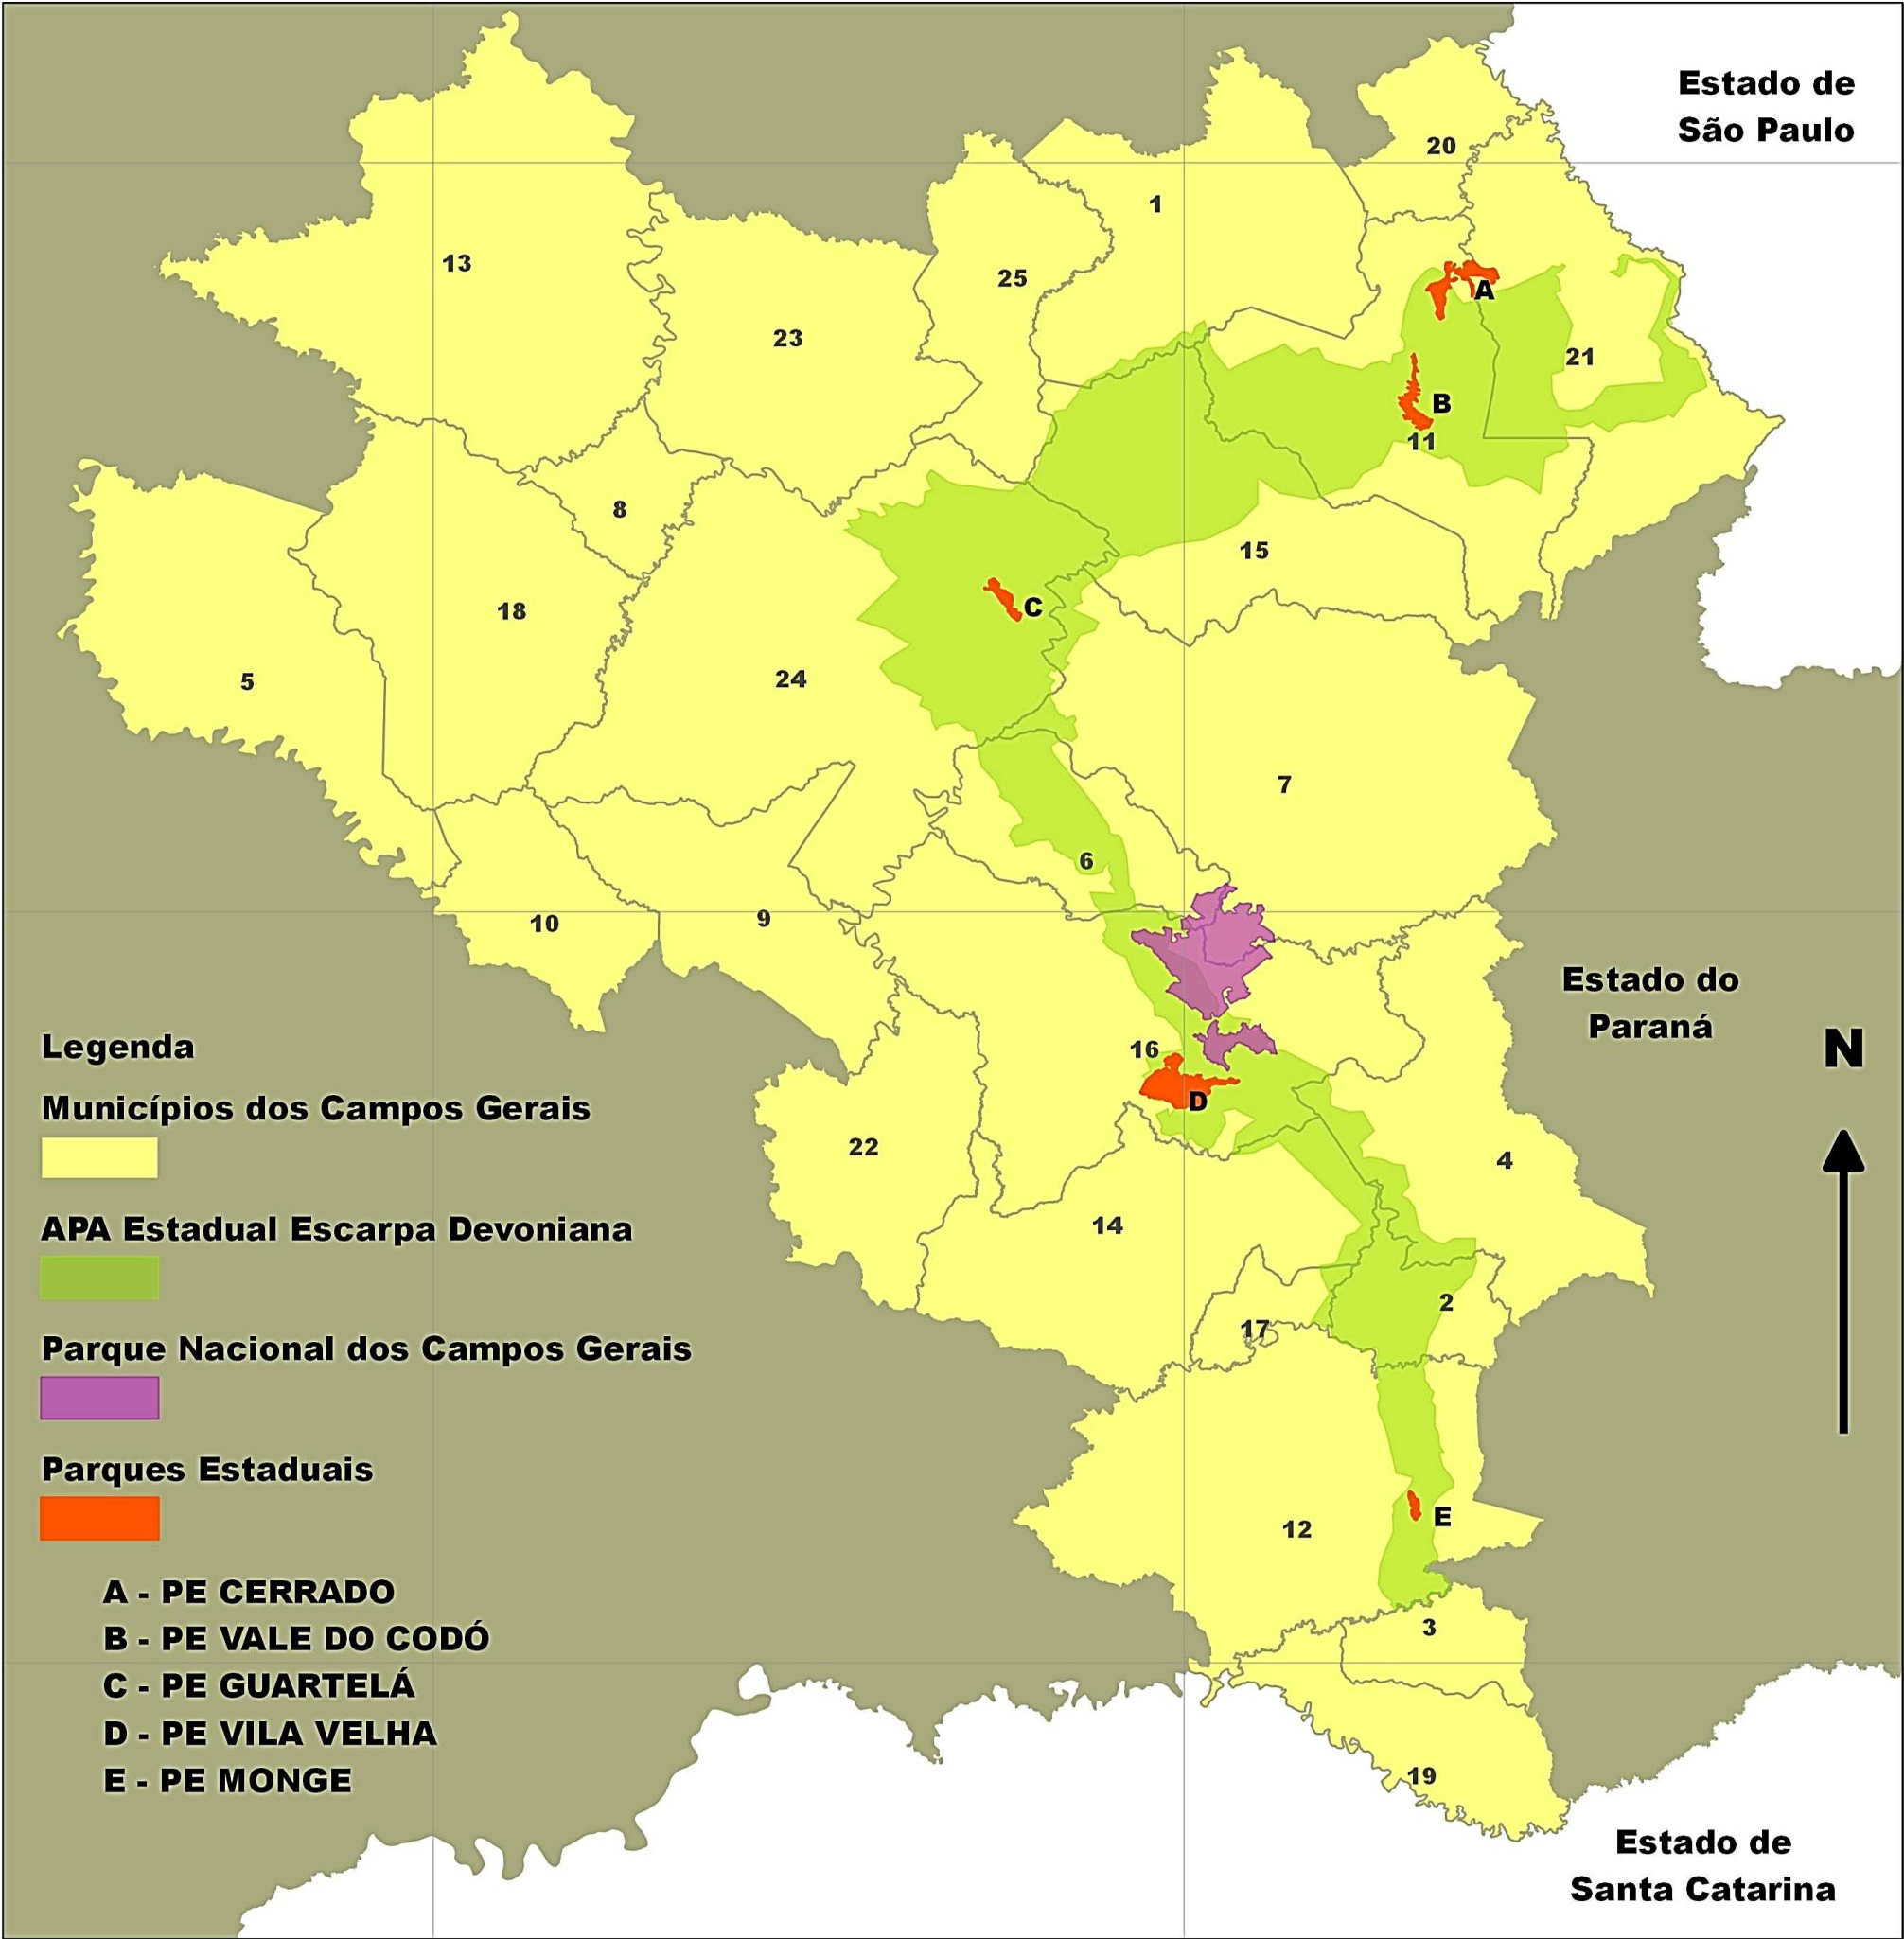 Estado de
São Paulo
20
1
13
25
A
23
21
B
11
8
15
C
18
24
5
7
6
10
9
Estado do
Paraná
N
Legenda
16
Municípios dos Campos Gerais
D
22
4
APA Estadual Escarpa Devoniana
14
2
17
Parque Nacional dos Campos Gerais
Parques Estaduais
E
12
A - PE CERRADO
B - PE VALE DO CODÓ
3
C - PE GUARTELÁ
D - PE VILA VELHA
E - PE MONGE
19
Estado de
Santa Catarina